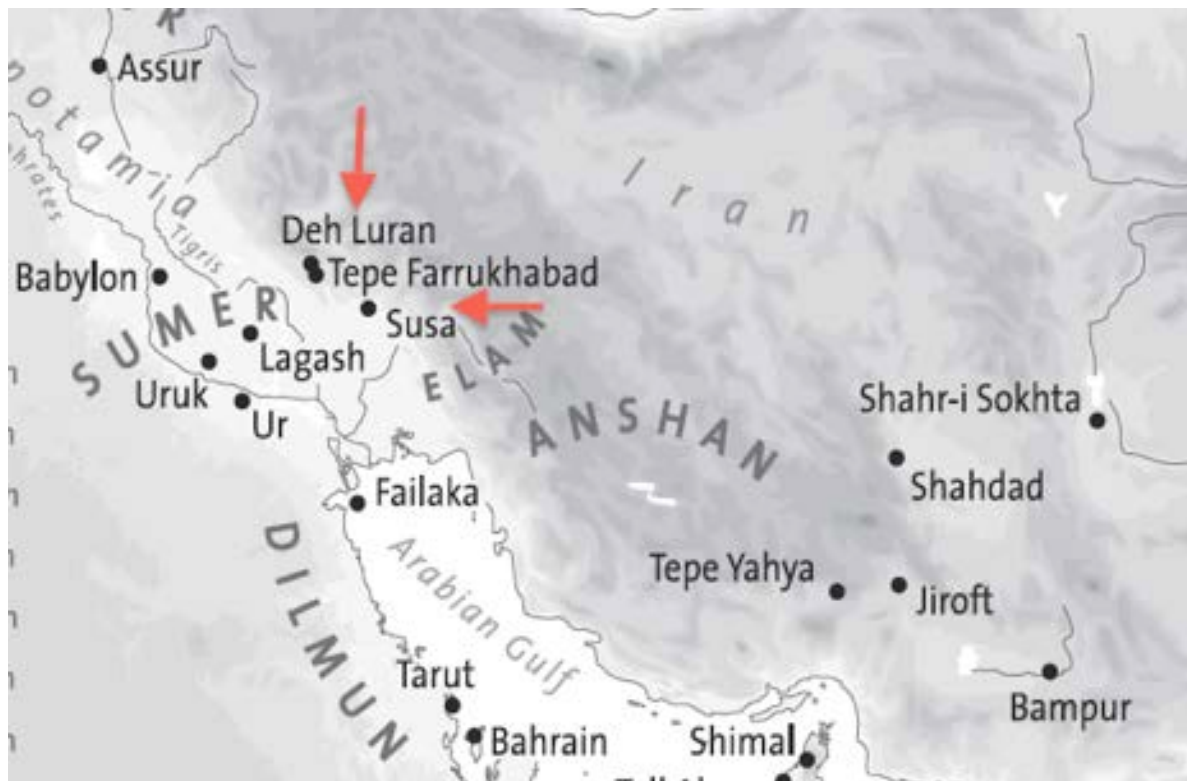 Assur
potamia
hrates
Iran
Deh Luran
Tigris
Tepe Farrukhabad
Babylon
SUMER
Susa
Lagash
ELAM
Uruk
Ur
ANSHAN
Shahr-i Sokhta
Shahdad
Failaka
DILMUN
Arabian Gulf
Tepe Yahya
Jiroft
Tarut
Bampur
Bahrain
Shimal